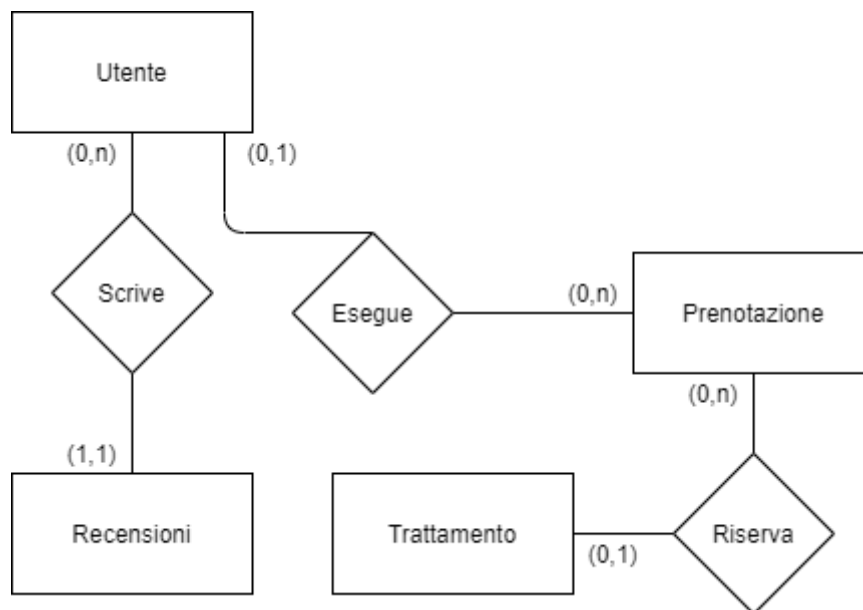 Utente
(0,n)
(0,1)
Scrive
Esegue
(0,n)
Prenotazione
(0,n)
(1,1)
Recensioni
Trattamento
(0,1)
Riserva